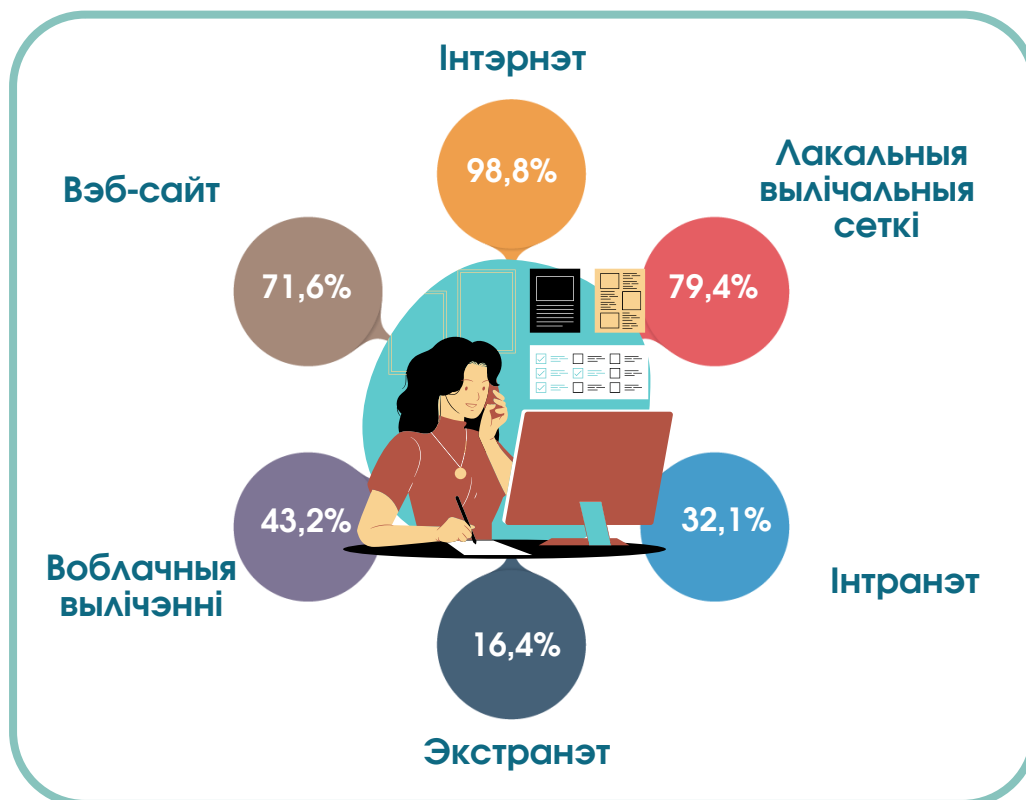 Інтэрнэт
98,8%
Лакальныя
вылічальныя
сеткі
79,4%
Вэб-сайт
71,6%
43,2%
Воблачныя
вылічэнні
32,1%
Інтранэт
16,4%
Экстранэт